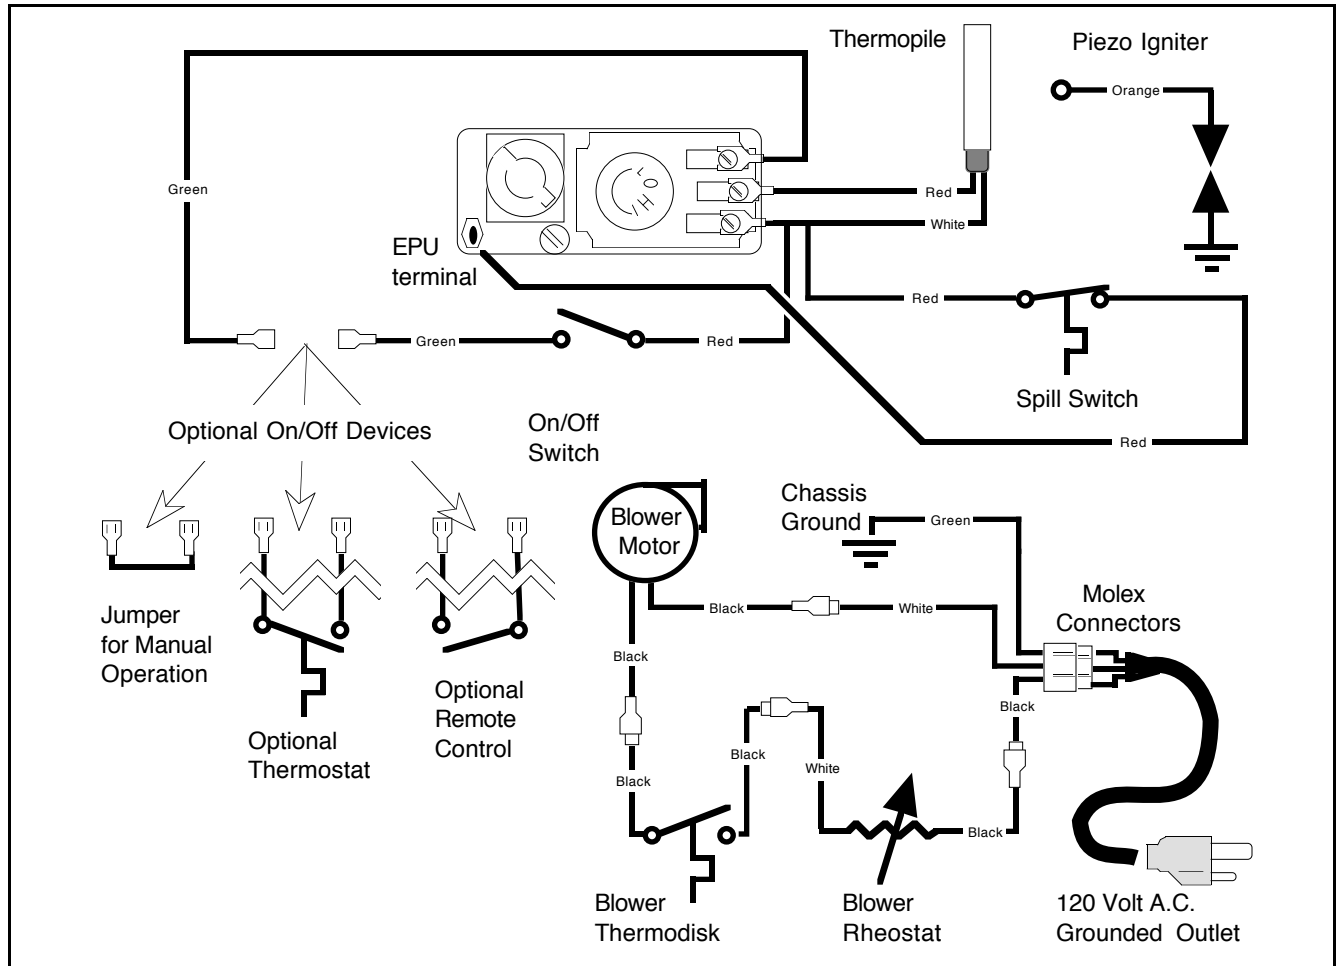 Thermopile
Piezo Igniter
Orange
Green
LO
HI
Red
White
EPU
terminal
Red
Green
Red
Spill Switch
Optional On/Off Devices
On/Off
Switch
Red
Blower
Motor
Chassis
Ground
Green
Molex
Connectors
Black
White
Jumper
for Manual
Operation
Black
Optional
Remote
Control
Black
Optional
Thermostat
Black
Black
White
Black
Blower
Thermodisk
Blower
Rheostat
120 Volt A.C.
Grounded Outlet